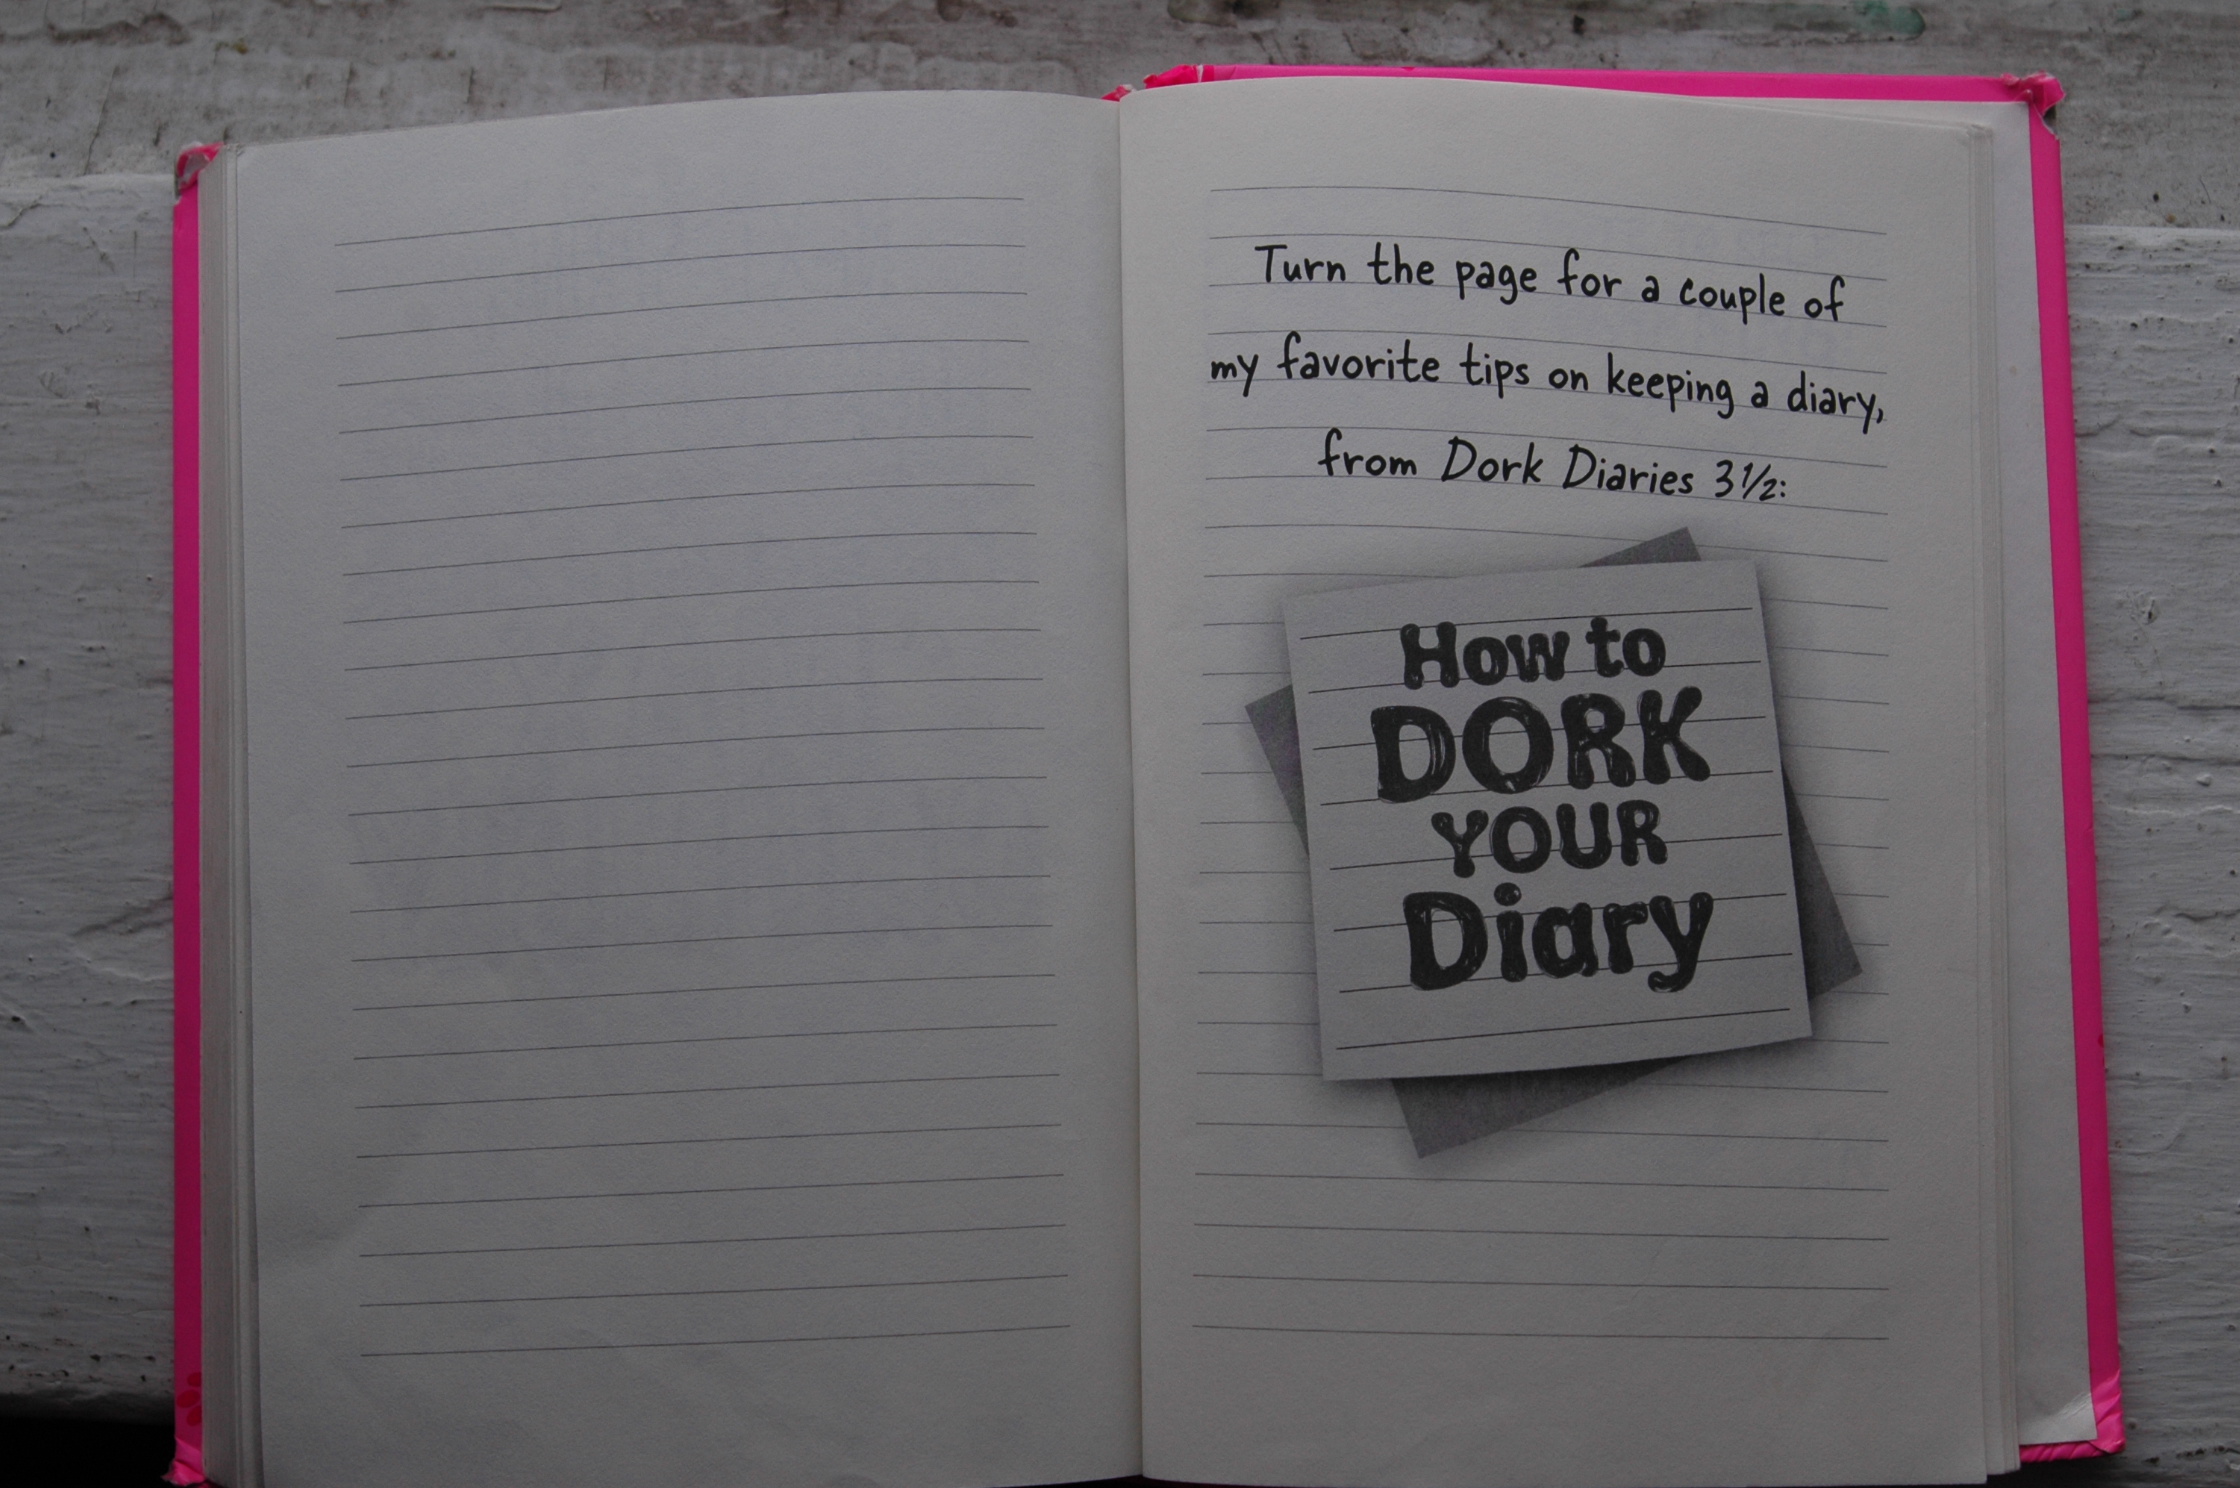 Turn the page for a couple of
my favorite tips on keeping a diary,
from Dork Diaries 3½:
How to
DORK
YOUR
Diary